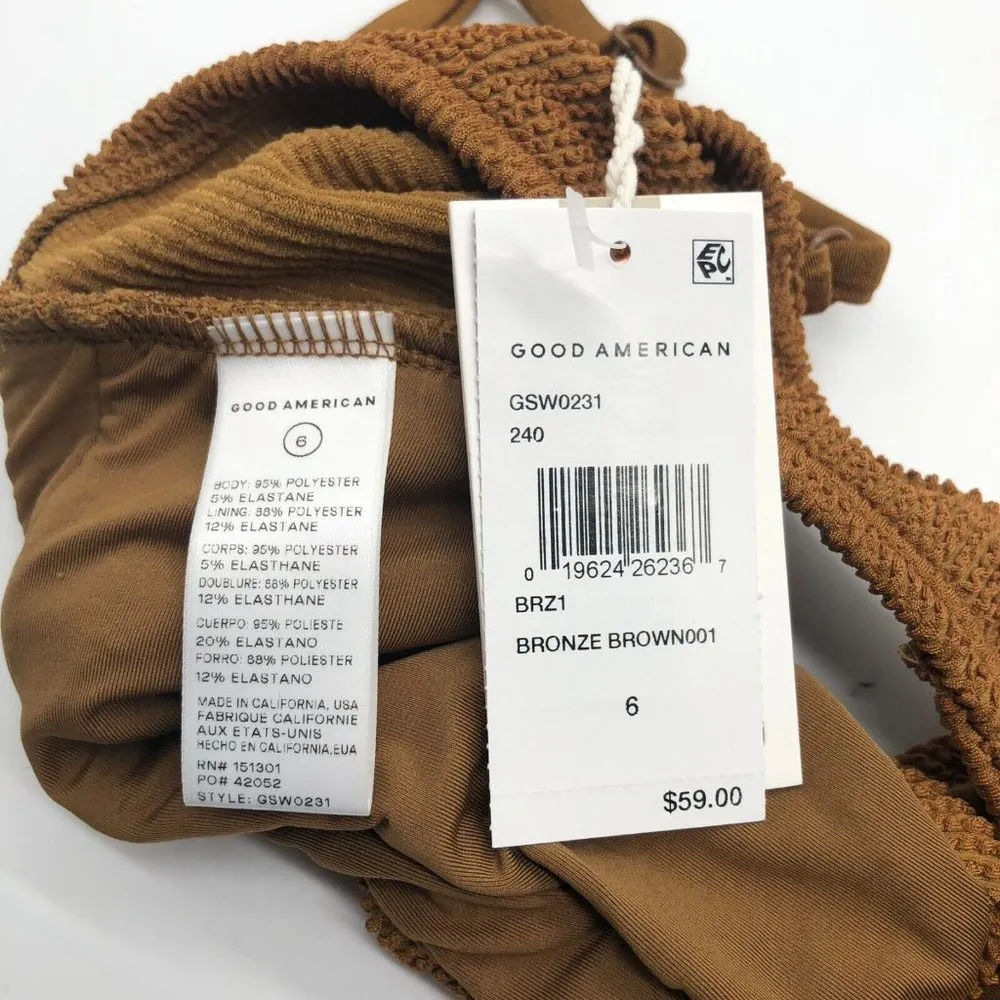 GOOD AMERICAN
6
BODY: 95% POLYESTER
5% ELASTANE
LINING: 88% POLYESTER
12% ELASTANE
CORPS: 95% POLYESTER
5% ELASTHANE
DOUBLURE: 88% POLYESTER
12% ELASTHANE
CUERPO: 95% POLIESTE
20% ELASTANO
FORRO: 88% POLIESTER
12% ELASTANO
MADE IN CALIFORNIA, USA
FABRIQUE CALIFORNIE
AUX ETATS-UNIS
HECHO EN CALIFORNIA,EUA
RN# 151301
PO# 42052
STYLE: GSW0231
EPC
GOOD AMERICAN
GSW0231
240
0 19624 26236 7
BRZ1
BRONZE BROWN001
6
$59.00